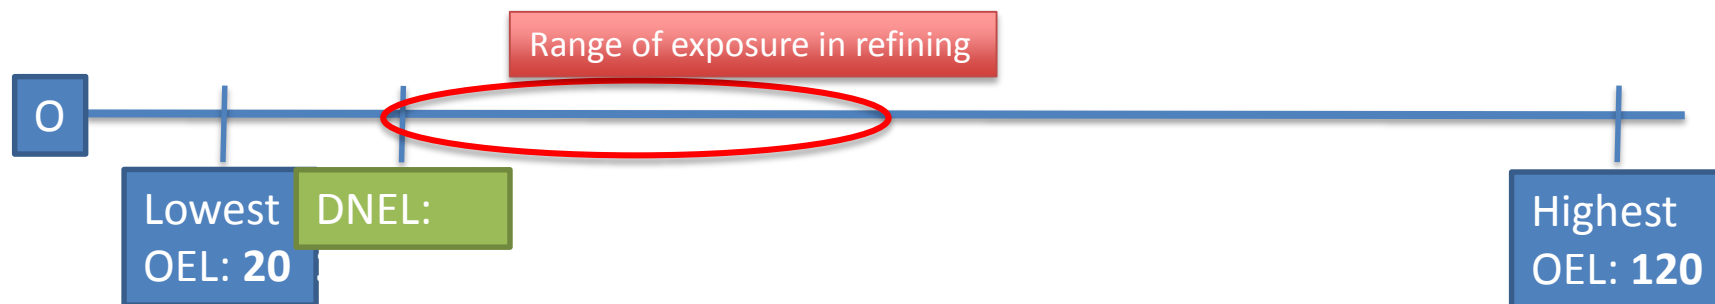 Range of exposure in refining
O
Lowest
OEL: 20
DNEL:
Highest
OEL: 120